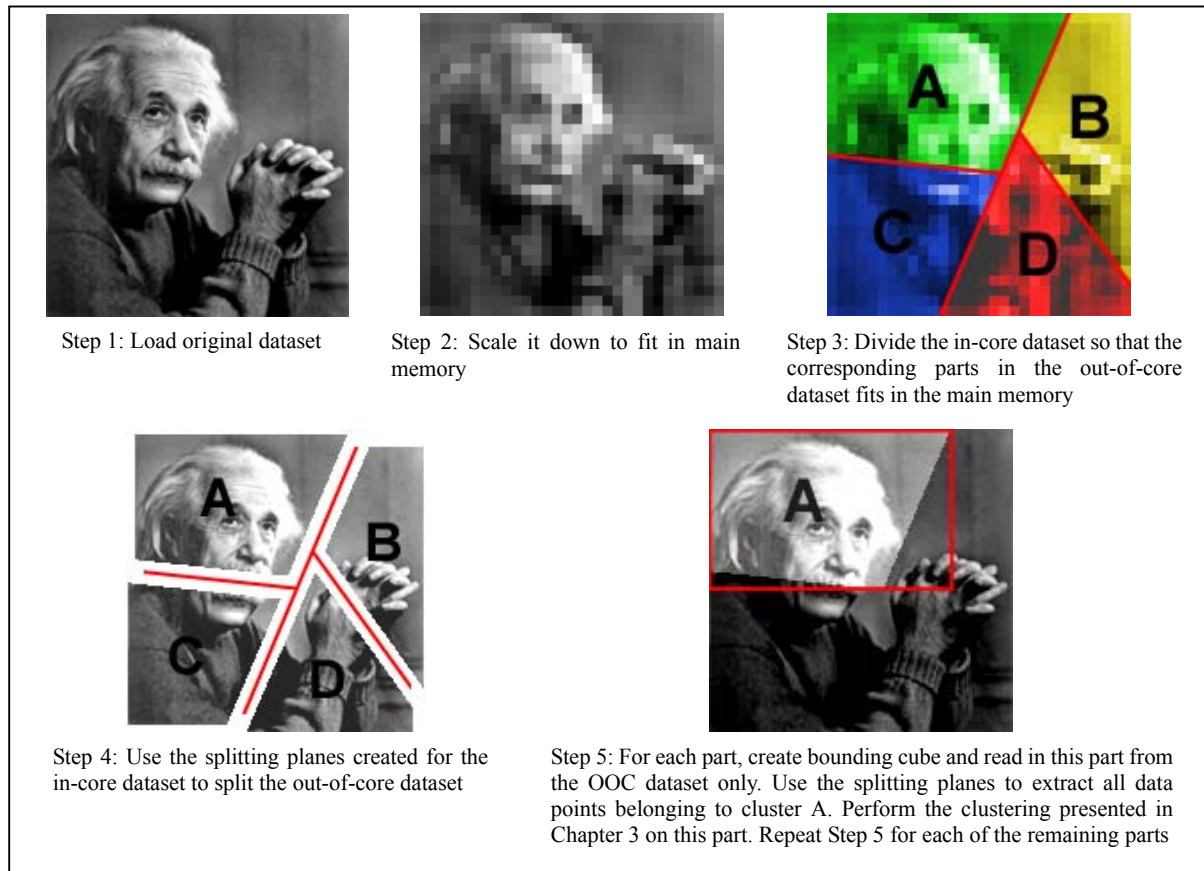 A
B
C
D
Step 1: Load original dataset
Step 2: Scale it down to fit in main
memory
Step 3: Divide the in-core dataset so that the
corresponding parts in the out-of-core
dataset fits in the main memory
A
B
C
D
A
Step 4: Use the splitting planes created for the
in-core dataset to split the out-of-core dataset
Step 5: For each part, create bounding cube and read in this part from
the OOC dataset only. Use the splitting planes to extract all data
points belonging to cluster A. Perform the clustering presented in
Chapter 3 on this part. Repeat Step 5 for each of the remaining parts